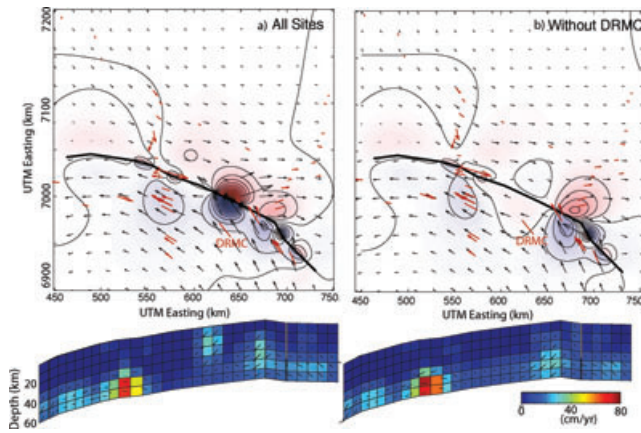 a) All Sites
b) Without DRMC
7200
7100
7000
6900
UTM Easting (km)
DRMC
DRMC
450 500 550 600 650 700 750
450 500 550 600 650 700 750
UTM Easting (km)
UTM Easting (km)
Depth(km)
20
40
60
0 40 80
(cm/yr)